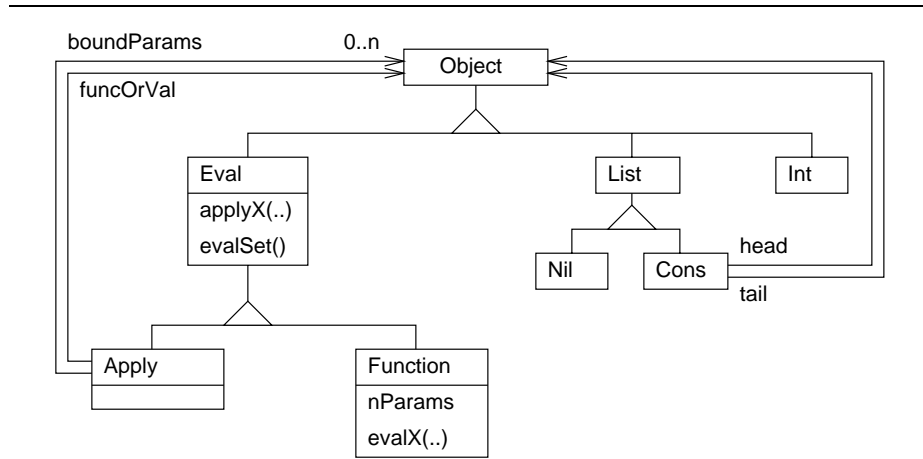 boundParams 0..n
Object
funcOrVal
Eval
List
Int
applyX(..)
evalSet()
Nil
Cons
head
tail
Apply
Function
nParams
evalX(..)